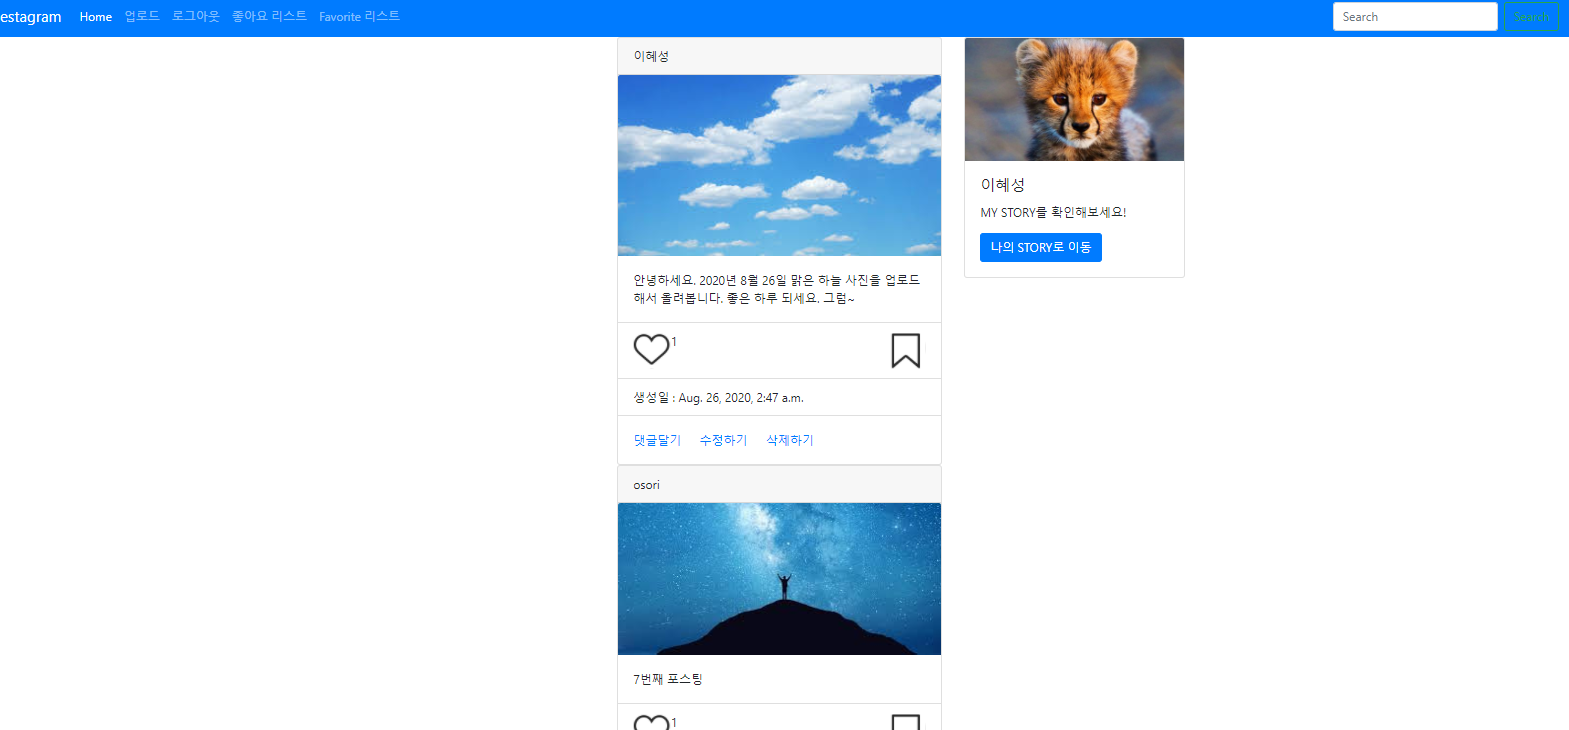 estagram Home 업로드 로그아웃 좋아요 리스트 Favorite 리스트 Search Search
이혜성
안녕하세요. 2020년 8월 26일 맑은 하늘 사진을 업로드
해서 올려봅니다. 좋은 하루 되세요. 그럼~
1
생성일 : Aug. 26, 2020, 2:47 a.m.
댓글달기 수정하기 삭제하기
osori
7번째 포스팅
1
이혜성
MY STORY를 확인해보세요!
나의 STORY로 이동